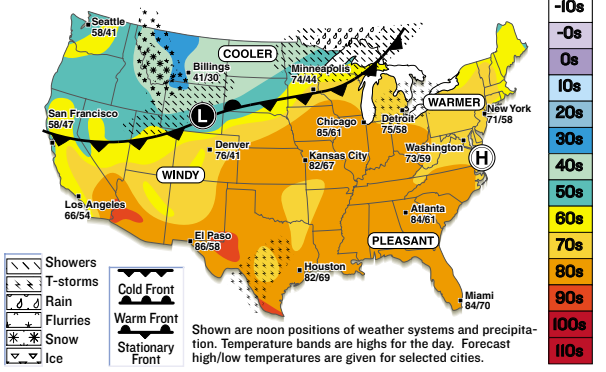 Seattle
58/41
COOLER
Billings
41/30
Minneapolis
74/44
L
WARMER
New York
71/58
San Francisco
58/47
Chicago
85/61
Detroit
75/58
Washington
73/59
H
Denver
76/41
Kansas City
82/67
WINDY
Los Angeles
66/54
El Paso
86/58
Atlanta
84/61
PLEASANT
Houston
82/69
Miami
84/70
-10s
-0s
0s
10s
20s
30s
40s
50s
60s
70s
80s
90s
100s
110s
Showers
T-storms
Rain
Flurries
Snow
Ice
Cold Front
Warm Front
Stationary
Front
Shown are noon positions of weather systems and precipita-
tion. Temperature bands are highs for the day. Forecast
high/low temperatures are given for selected cities.